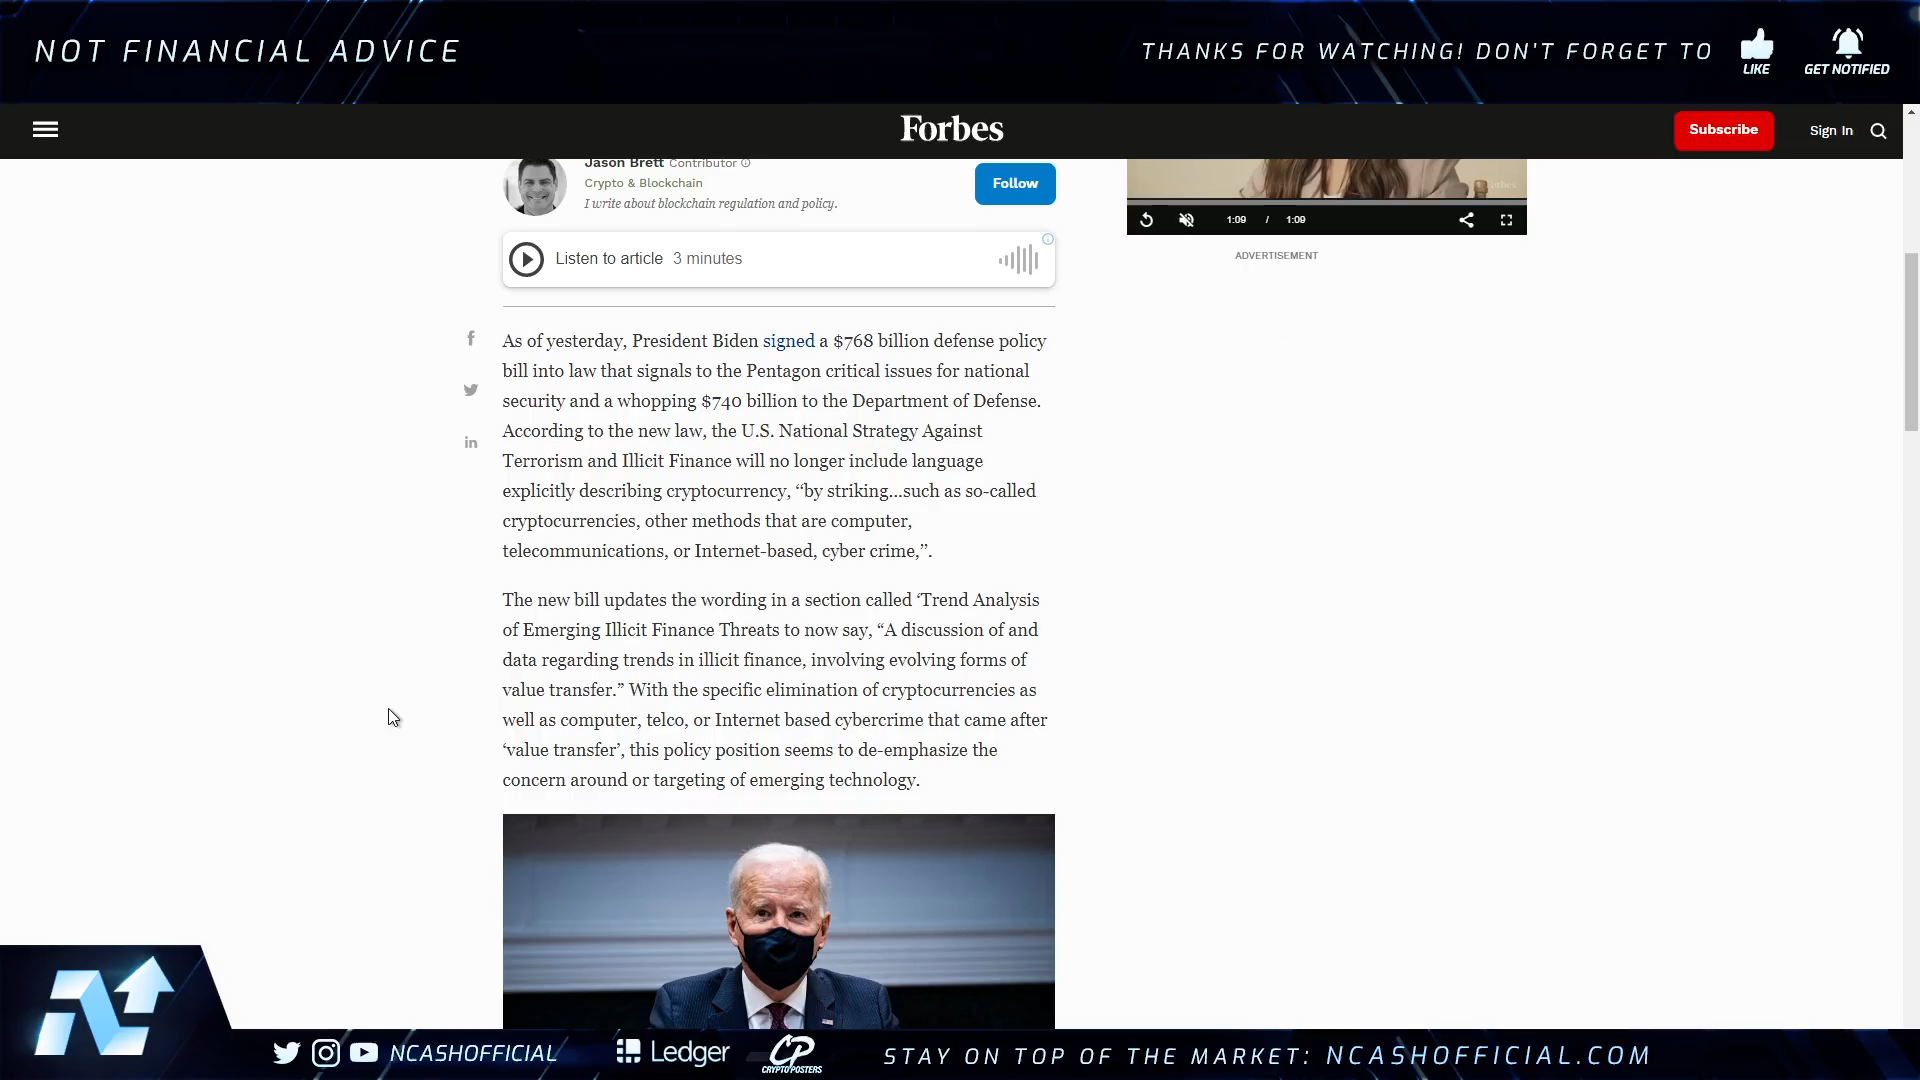 NOT FINANCIAL ADVICE
THANKS FOR WATCHING! DON'T FORGET TO
LIKE
GET NOTIFIED
Forbes
Subscribe
Sign In
Jason Brett Contributor
Crypto & Blockchain
I write about blockchain regulation and policy.
Follow
Forbes
1:09 / 1:09
Listen to article 3 minutes
ADVERTISEMENT
As of yesterday, President Biden signed a $768 billion defense policy
bill into law that signals to the Pentagon critical issues for national
security and a whopping $740 billion to the Department of Defense.
According to the new law, the U.S. National Strategy Against
Terrorism and Illicit Finance will no longer include language
explicitly describing cryptocurrency, “by striking...such as so-called
cryptocurrencies, other methods that are computer,
telecommunications, or Internet-based, cyber crime,”.
The new bill updates the wording in a section called ‘Trend Analysis
of Emerging Illicit Finance Threats to now say, “A discussion of and
data regarding trends in illicit finance, involving evolving forms of
value transfer.” With the specific elimination of cryptocurrencies as
well as computer, telco, or Internet based cybercrime that came after
‘value transfer’, this policy position seems to de-emphasize the
concern around or targeting of emerging technology.
NCASHOFFICIAL
Ledger
CP
CRYPTOPOSTERS
STAY ON TOP OF THE MARKET: NCASHOFFICIAL.COM